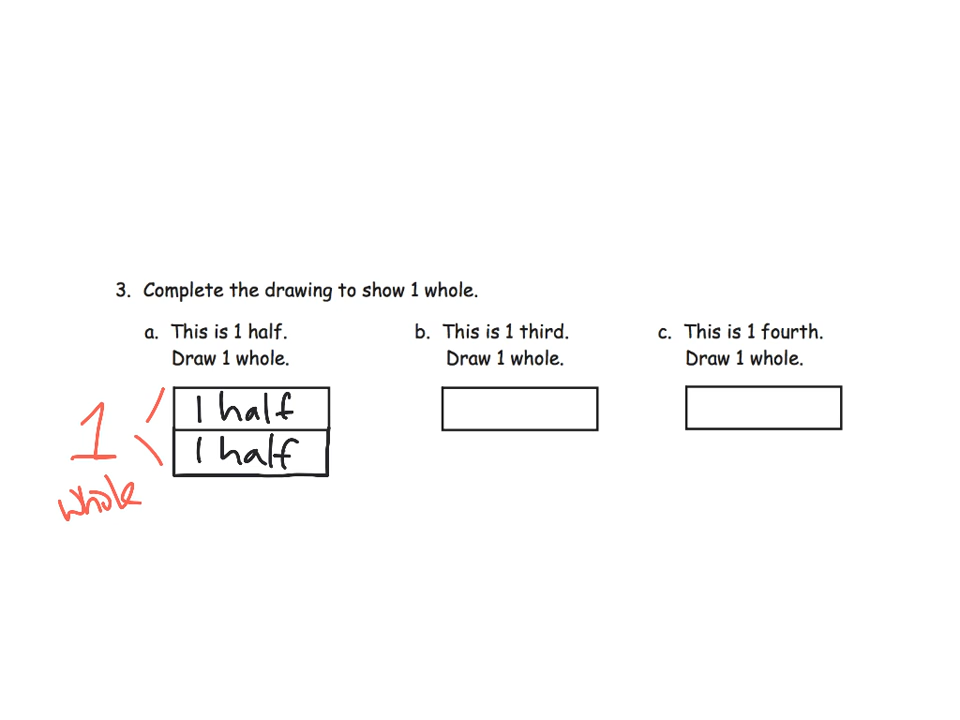 3. Complete the drawing to show 1 whole.
a. This is 1 half.
Draw 1 whole.
b. This is 1 third.
Draw 1 whole.
c. This is 1 fourth.
Draw 1 whole.
1 half
1 half
1
whole